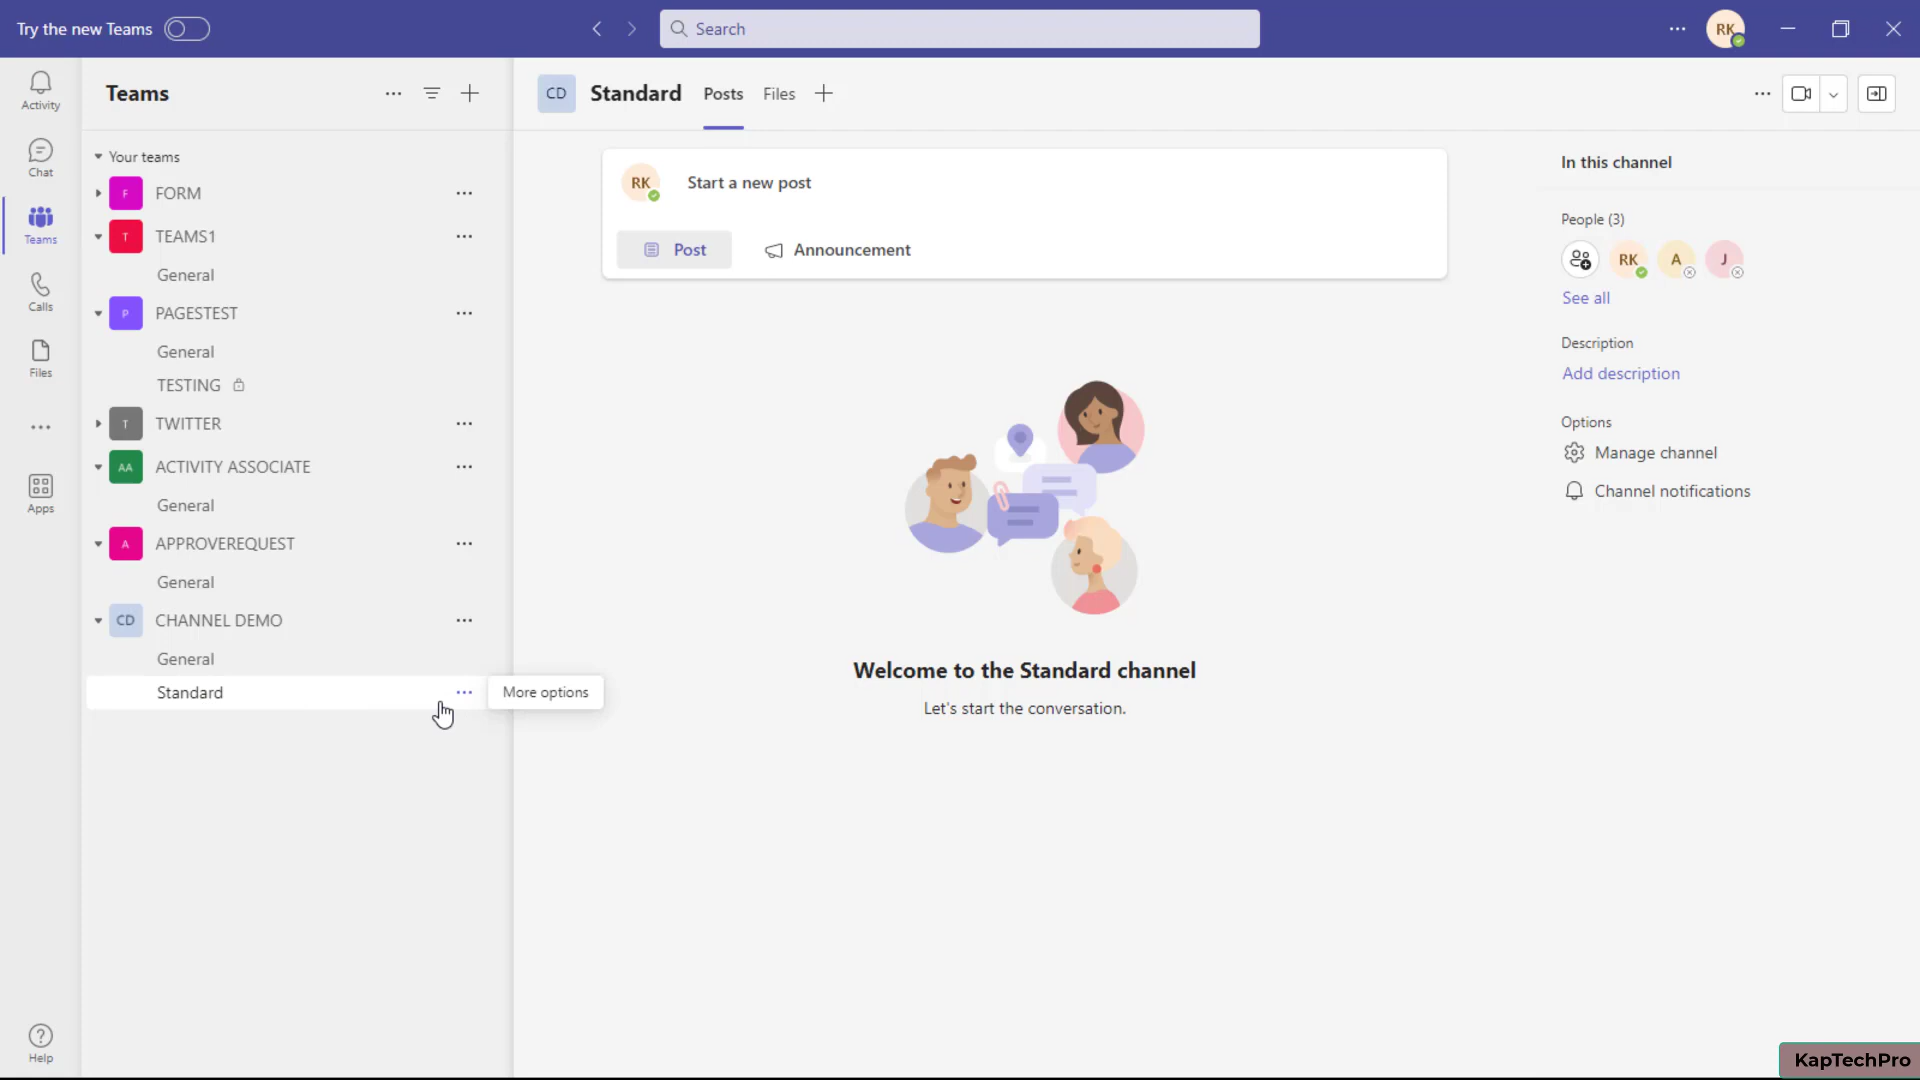 Try the new Teams
Search
RK
Activity
Chat
Teams
Calls
Files
Apps
Help
Teams
Your teams
F FORM
T TEAMS1
General
P PAGESTEST
General
TESTING
T TWITTER
AA ACTIVITY ASSOCIATE
General
A APPROVEREQUEST
General
CD CHANNEL DEMO
General
Standard
More options
CD Standard Posts Files
RK Start a new post
Post Announcement
Welcome to the Standard channel
Let's start the conversation.
In this channel
People (3)
RK A J
See all
Description
Add description
Options
Manage channel
Channel notifications
KapTechPro